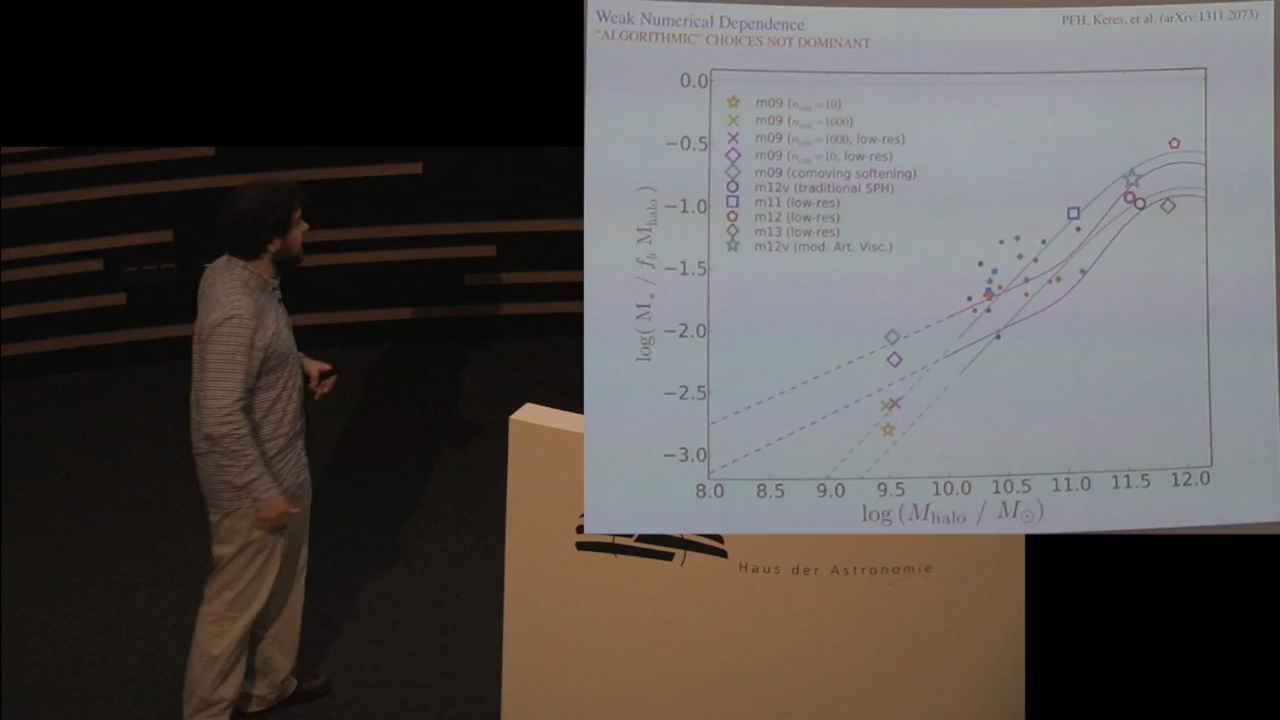 Weak Numerical Dependence
PFH, Keres, et al. (arXiv:1311.2073)
"ALGORITHMIC" CHOICES NOT DOMINANT
0.0
−0.5
−1.0
−1.5
−2.0
−2.5
−3.0
log( M* / f_b M_halo )
m09 (n_crit = 10)
m09 (n_crit = 1000)
m09 (n_crit = 1000, low-res)
m09 (n_crit = 10, low-res)
m09 (comoving softening)
m12v (traditional SPH)
m11 (low-res)
m12 (low-res)
m13 (low-res)
m12v (mod. Art. Visc.)
8.0 8.5 9.0 9.5 10.0 10.5 11.0 11.5 12.0
log (M_halo / M_⊙)
Haus der Astronomie